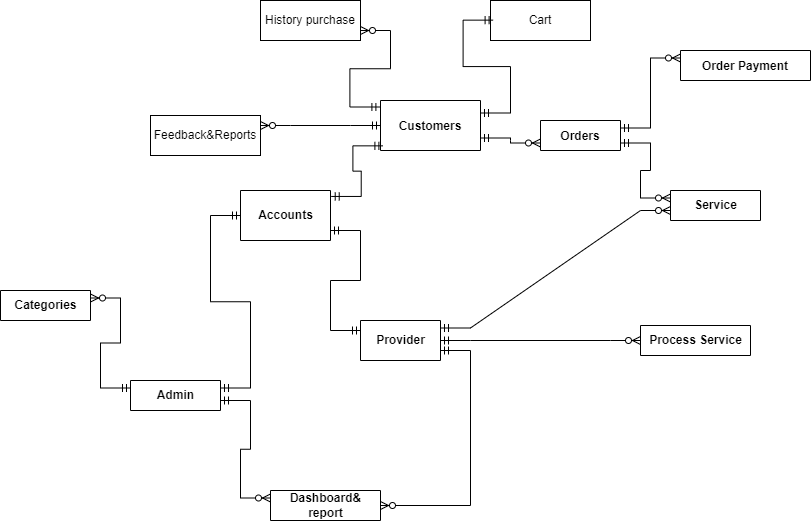 History purchase
Cart
Order Payment
Customers
Feedback&Reports
Orders
Service
Accounts
Categories
Provider
Process Service
Admin
Dashboard&
report